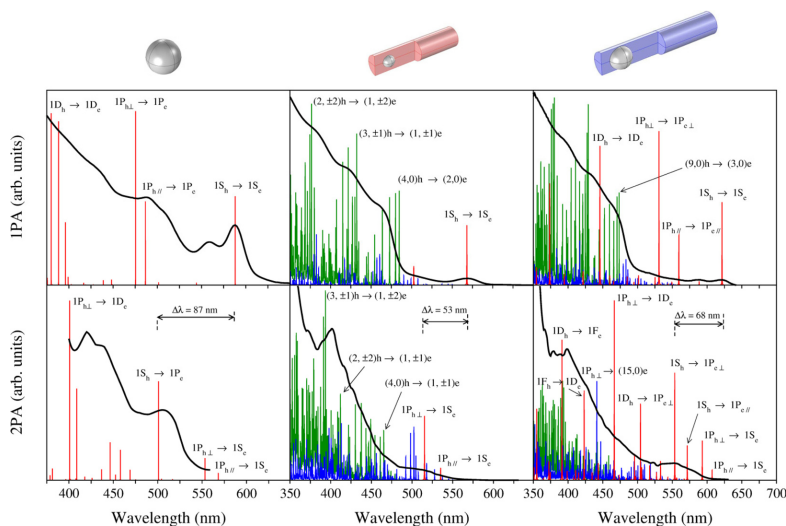 1PA (arb. units)
1D_h → 1D_e
1P_h⊥ → 1P_e
1P_h// → 1P_e
1S_h → 1S_e
(2, ±2)h → (1, ±2)e
(3, ±1)h → (1, ±1)e
(4,0)h → (2,0)e
1S_h → 1S_e
1P_h⊥ → 1P_e⊥
1D_h → 1D_e
(9,0)h → (3,0)e
1S_h → 1S_e
1P_h// → 1P_e//
2PA (arb. units)
1P_h⊥ → 1D_e
Δλ = 87 nm
1S_h → 1P_e
1P_h⊥ → 1S_e
1P_h// → 1S_e
(3, ±1)h → (1, ±2)e
Δλ = 53 nm
(2, ±2)h → (1, ±1)e
(4,0)h → (1, ±1)e
1P_h⊥ → 1S_e
1P_h// → 1S_e
1P_h⊥ → 1D_e
Δλ = 68 nm
1D_h → 1F_e
1P_h⊥ → (15,0)e
1S_h → 1P_e⊥
1F_h → 1D_e
1D_h → 1P_e⊥
1S_h → 1P_e//
1P_h⊥ → 1S_e
1P_h// → 1S_e
400 450 500 550 600 350 400 450 500 550 600 350 400 450 500 550 600 650 700
Wavelength (nm) Wavelength (nm) Wavelength (nm)